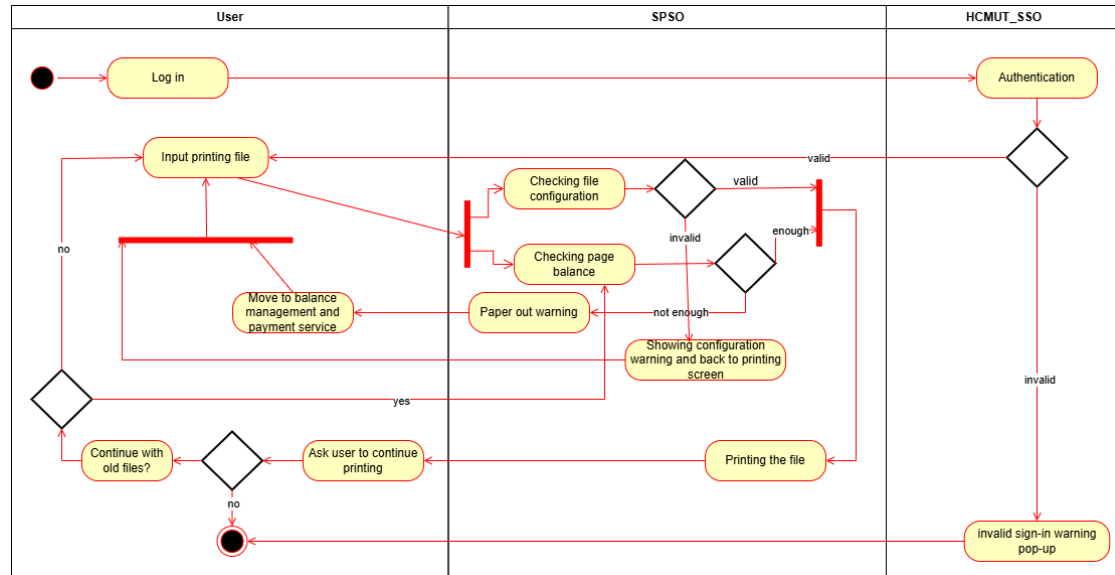 User
SPSO
HCMUT_SSO
Log in
Authentication
Input printing file
valid
Checking file
configuration
valid
enough
no
invalid
Checking page
balance
Move to balance
management and
payment service
Paper out warning
not enough
Showing configuration
warning and back to printing
screen
invalid
yes
Continue with
old files?
Ask user to continue
printing
Printing the file
no
invalid sign-in warning
pop-up